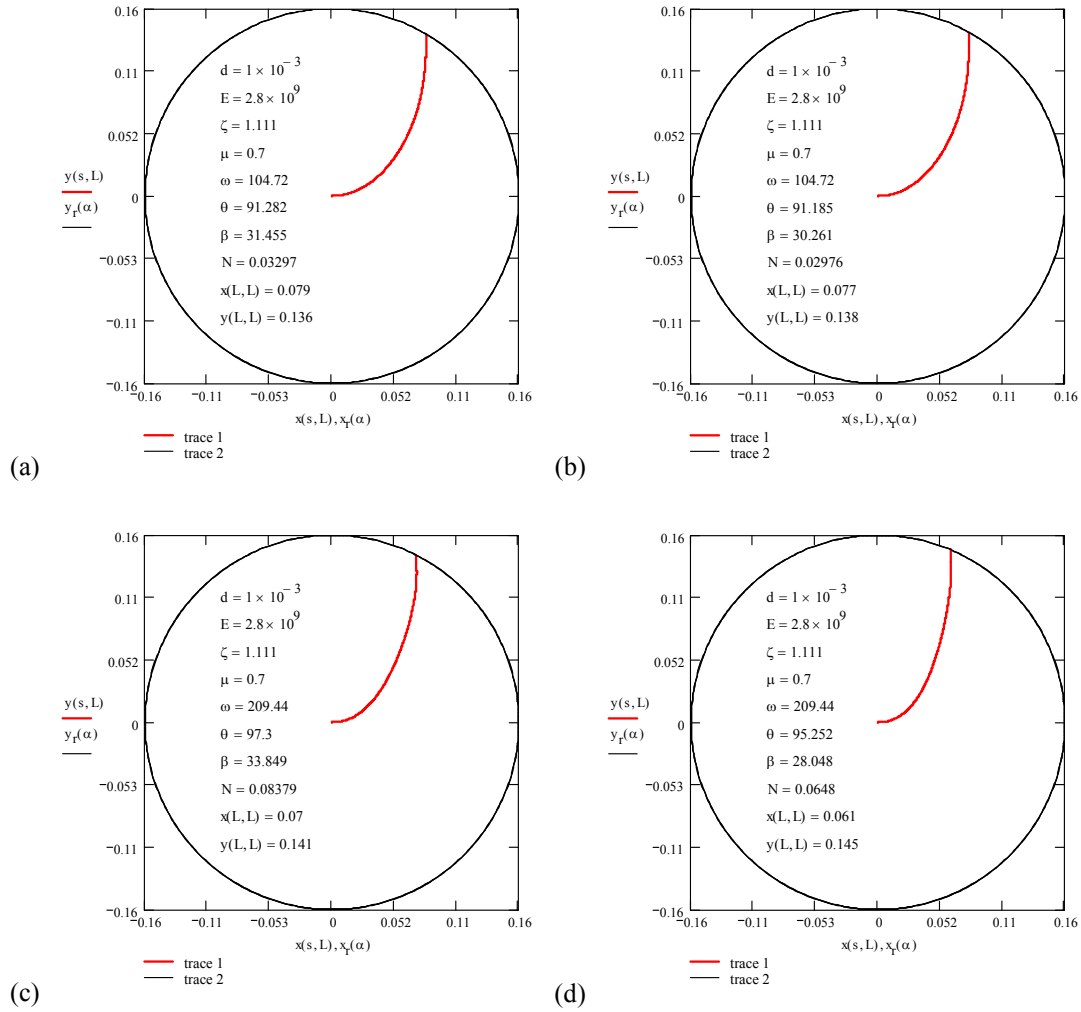 0.16
0.11
0.052
0
−0.053
−0.11
−0.16
y(s, L)
y_r(α)
d = 1 × 10^−3
E = 2.8 × 10^9
ζ = 1.111
μ = 0.7
ω = 104.72
θ = 91.282
β = 31.455
N = 0.03297
x(L, L) = 0.079
y(L, L) = 0.136
−0.16 −0.11 −0.053 0 0.052 0.11 0.16
x(s, L), x_r(α)
trace 1
trace 2
(a)
0.16
0.11
0.052
0
−0.053
−0.11
−0.16
y(s, L)
y_r(α)
d = 1 × 10^−3
E = 2.8 × 10^9
ζ = 1.111
μ = 0.7
ω = 104.72
θ = 91.185
β = 30.261
N = 0.02976
x(L, L) = 0.077
y(L, L) = 0.138
−0.16 −0.11 −0.053 0 0.052 0.11 0.16
x(s, L), x_r(α)
trace 1
trace 2
(b)
0.16
0.11
0.052
0
−0.053
−0.11
−0.16
y(s, L)
y_r(α)
d = 1 × 10^−3
E = 2.8 × 10^9
ζ = 1.111
μ = 0.7
ω = 209.44
θ = 97.3
β = 33.849
N = 0.08379
x(L, L) = 0.07
y(L, L) = 0.141
−0.16 −0.11 −0.053 0 0.052 0.11 0.16
x(s, L), x_r(α)
trace 1
trace 2
(c)
0.16
0.11
0.052
0
−0.053
−0.11
−0.16
y(s, L)
y_r(α)
d = 1 × 10^−3
E = 2.8 × 10^9
ζ = 1.111
μ = 0.7
ω = 209.44
θ = 95.252
β = 28.048
N = 0.0648
x(L, L) = 0.061
y(L, L) = 0.145
−0.16 −0.11 −0.053 0 0.052 0.11 0.16
x(s, L), x_r(α)
trace 1
trace 2
(d)